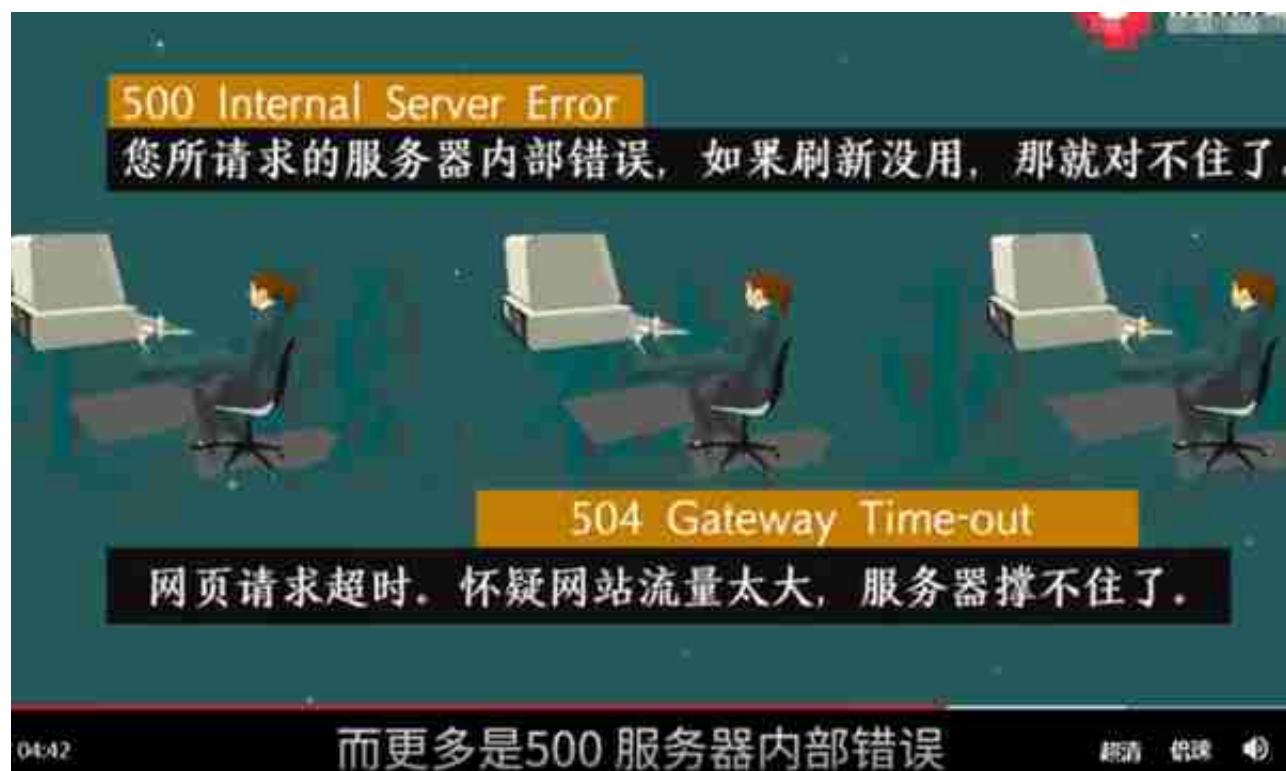 500 Internal Server Error
您所请求的服务器内部错误，如果刷新没用，那就对不住了
504 Gateway Time-out
网页请求超时。怀疑网站流量太大，服务器撑不住了。
而更多是500 服务器内部错误
04:42
超清 倍速